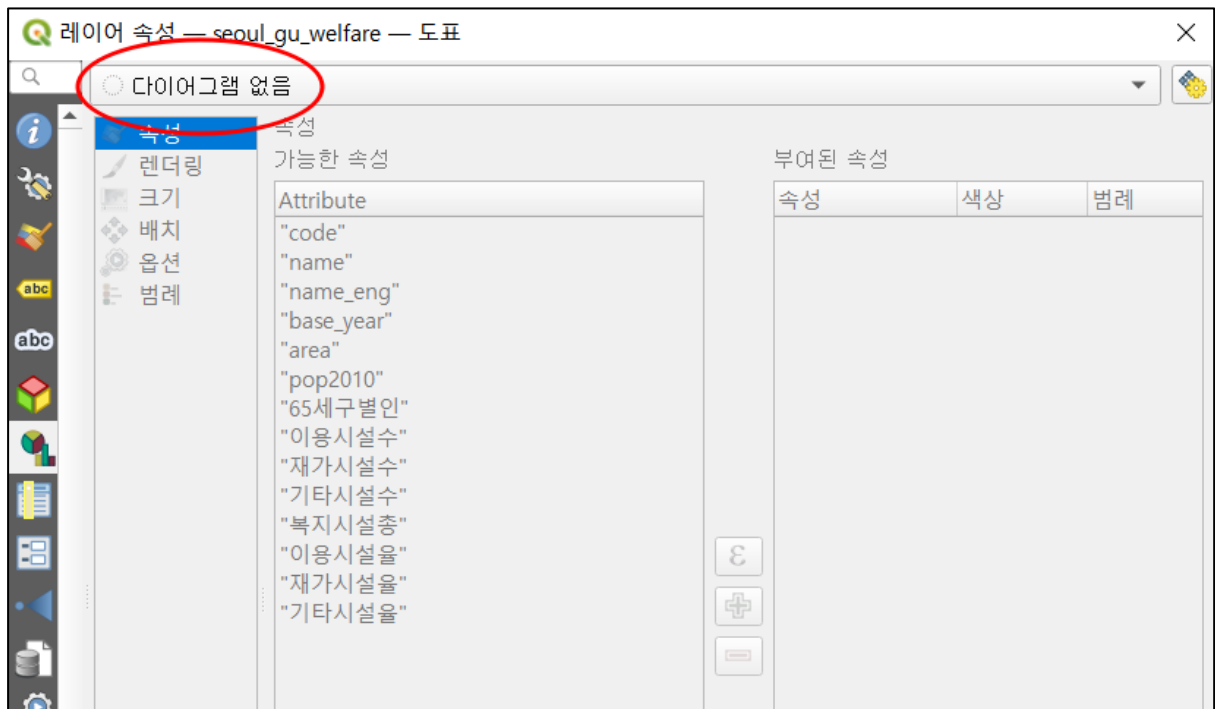 레이어 속성 — seoul_gu_welfare — 도표
다이어그램 없음
속성
렌더링
크기
배치
옵션
범례
속성
가능한 속성
Attribute
"code"
"name"
"name_eng"
"base_year"
"area"
"pop2010"
"65세구별인"
"이용시설수"
"재가시설수"
"기타시설수"
"복지시설총"
"이용시설율"
"재가시설율"
"기타시설율"
ε
부여된 속성
속성 색상 범례
i
abc
abc